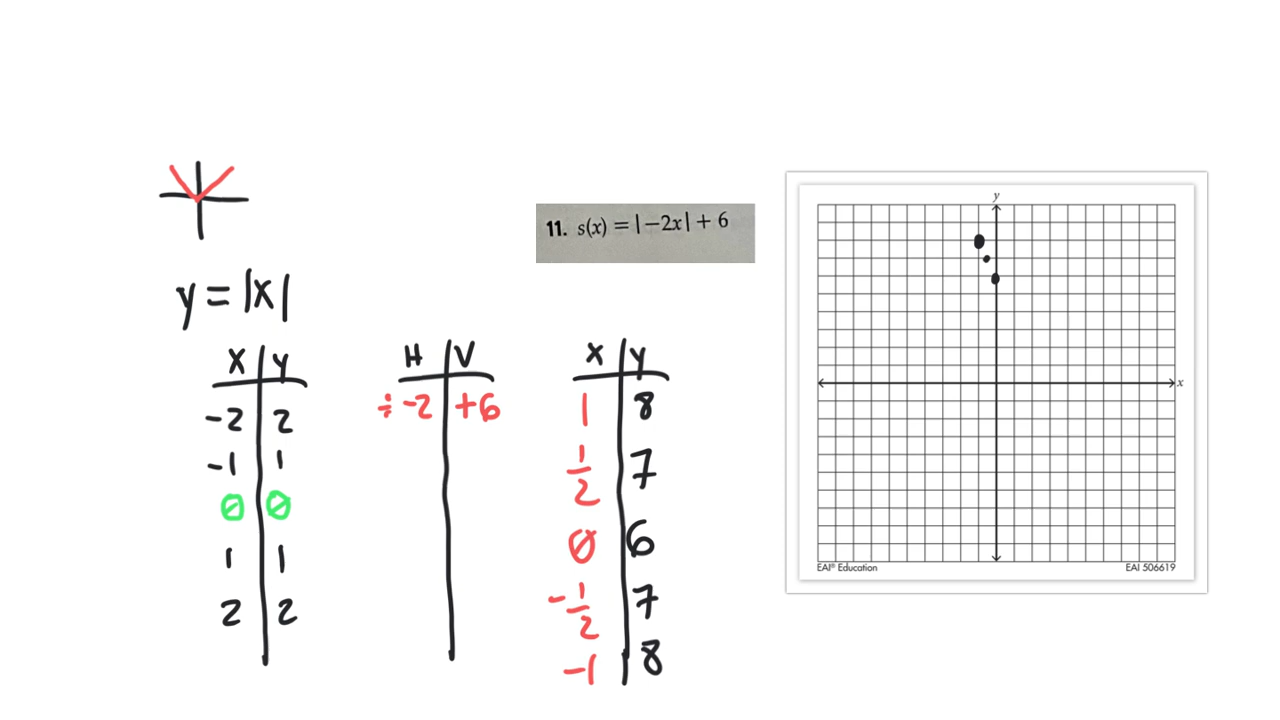 y = |x|
x y
-2 2
-1 1
0 0
1 1
2 2
H V
÷ -2 +6
11. s(x) = |−2x| + 6
x y
1 8
1/2 7
0 6
-1/2 7
-1 8
y
x
EAI® Education EAI 506619